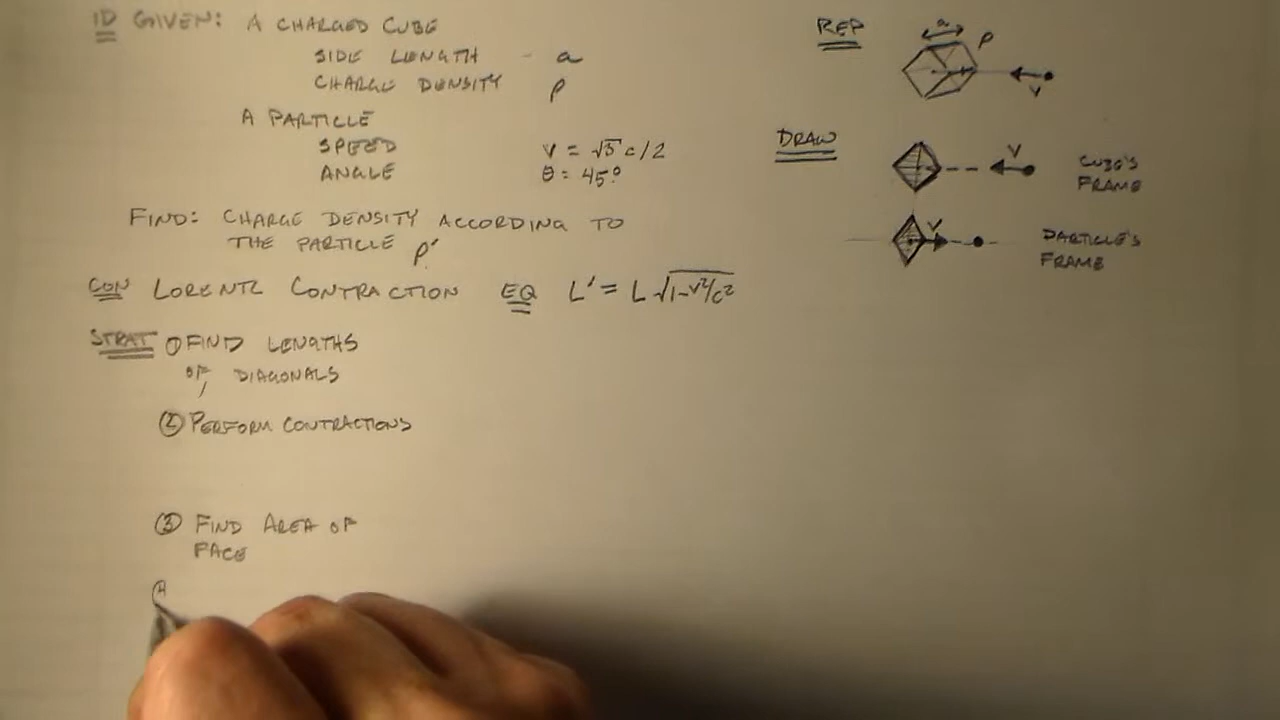 ID GIVEN: A CHARGED CUBE
SIDE LENGTH - a
CHARGE DENSITY ρ
A PARTICLE
SPEED v = √3 c/2
ANGLE θ = 45°
FIND: CHARGE DENSITY ACCORDING TO
THE PARTICLE ρ'
CON LORENTZ CONTRACTION EQ L' = L √1-v²/c²
STRAT ① FIND LENGTHS
OF DIAGONALS
② PERFORM CONTRACTIONS
③ FIND AREA OF
FACE
④
REP
a
ρ
v
DRAW
v
CUBE'S
FRAME
v
PARTICLE'S
FRAME